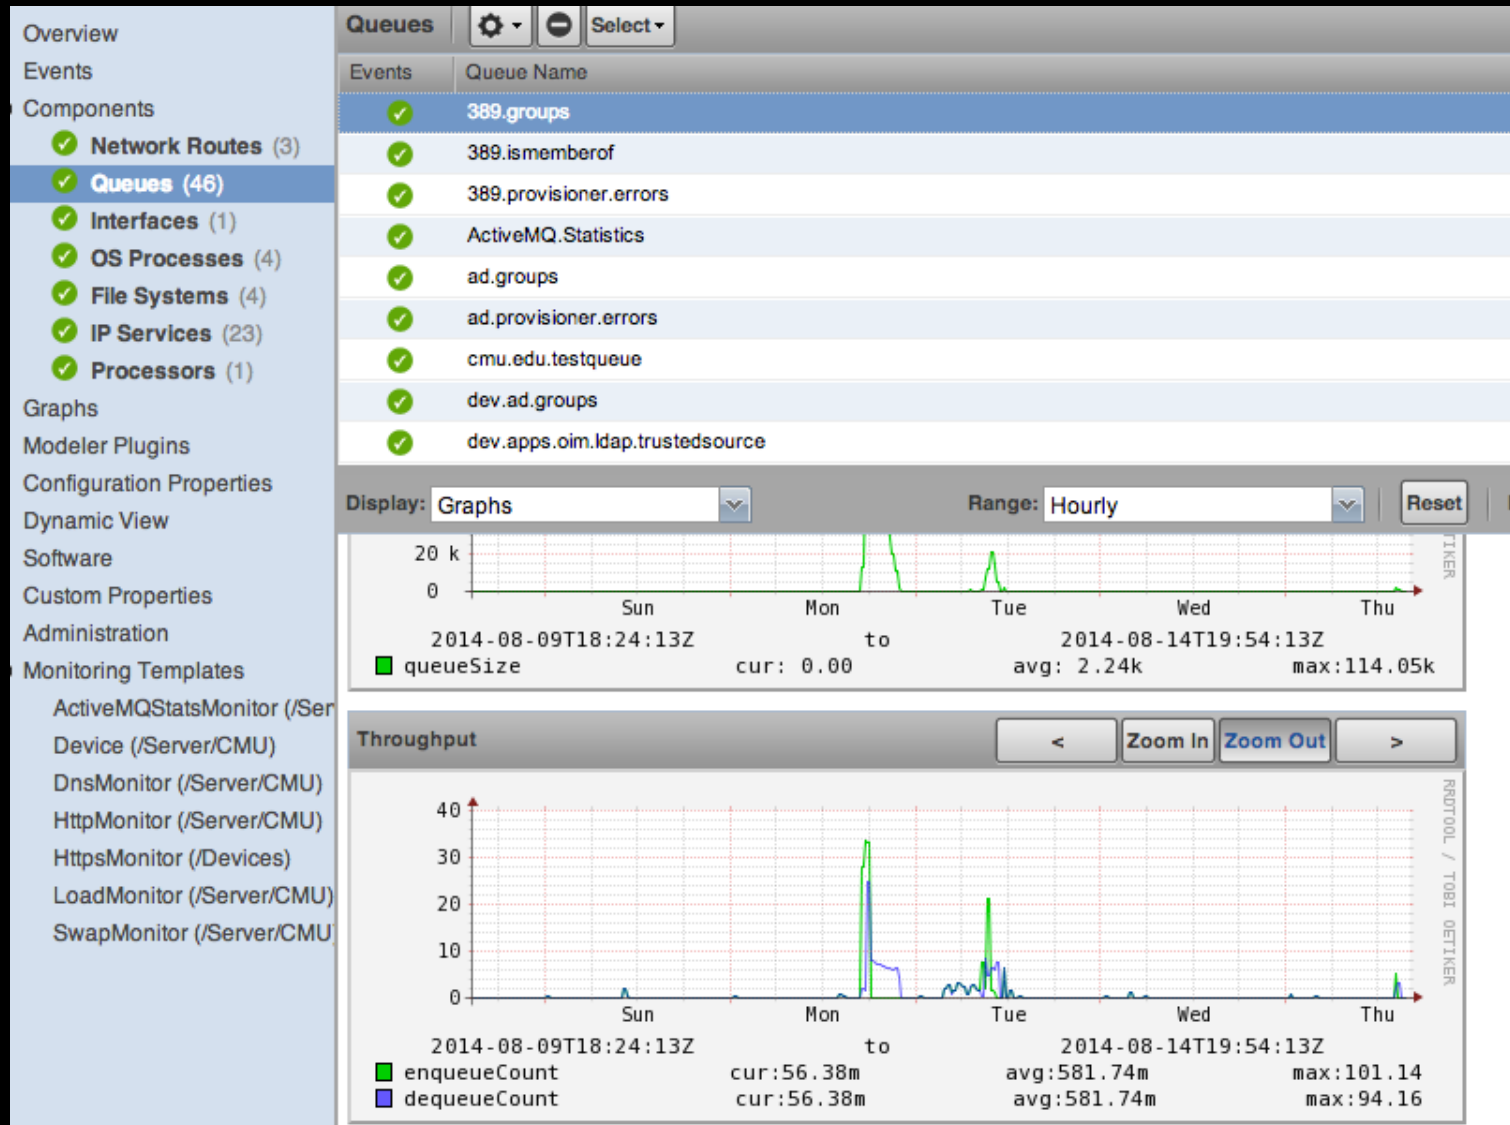 Overview
Events
Components
Network Routes (3)
Queues (46)
Interfaces (1)
OS Processes (4)
File Systems (4)
IP Services (23)
Processors (1)
Graphs
Modeler Plugins
Configuration Properties
Dynamic View
Software
Custom Properties
Administration
Monitoring Templates
ActiveMQStatsMonitor (/Ser
Device (/Server/CMU)
DnsMonitor (/Server/CMU)
HttpMonitor (/Server/CMU)
HttpsMonitor (/Devices)
LoadMonitor (/Server/CMU)
SwapMonitor (/Server/CMU
Queues Select
Events Queue Name
389.groups
389.ismemberof
389.provisioner.errors
ActiveMQ.Statistics
ad.groups
ad.provisioner.errors
cmu.edu.testqueue
dev.ad.groups
dev.apps.oim.ldap.trustedsource
Display: Graphs Range: Hourly Reset
20 k
0
Sun Mon Tue Wed Thu
2014-08-09T18:24:13Z to 2014-08-14T19:54:13Z
queueSize cur: 0.00 avg: 2.24k max:114.05k
TIKER
Throughput < Zoom In Zoom Out >
40
30
20
10
0
Sun Mon Tue Wed Thu
2014-08-09T18:24:13Z to 2014-08-14T19:54:13Z
enqueueCount cur:56.38m avg:581.74m max:101.14
dequeueCount cur:56.38m avg:581.74m max:94.16
RRDTOOL / TOBI OETIKER